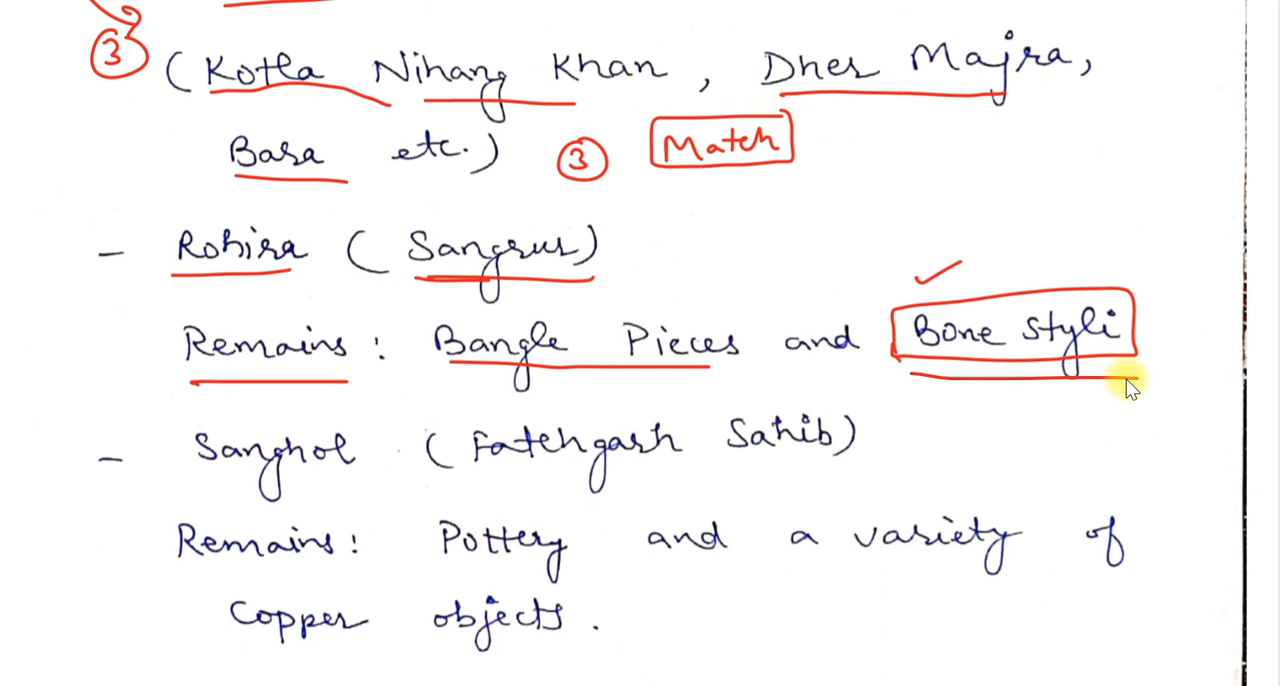 ③ (Kotla Nihang Khan, Dher Majra,
Bara etc.) ③ Match
- Rohira (Sangrur)
Remains: Bangle Pieces and Bone Styli
- Sanghol (Fatehgarh Sahib)
Remains: Pottery and a variety of
Copper objects.